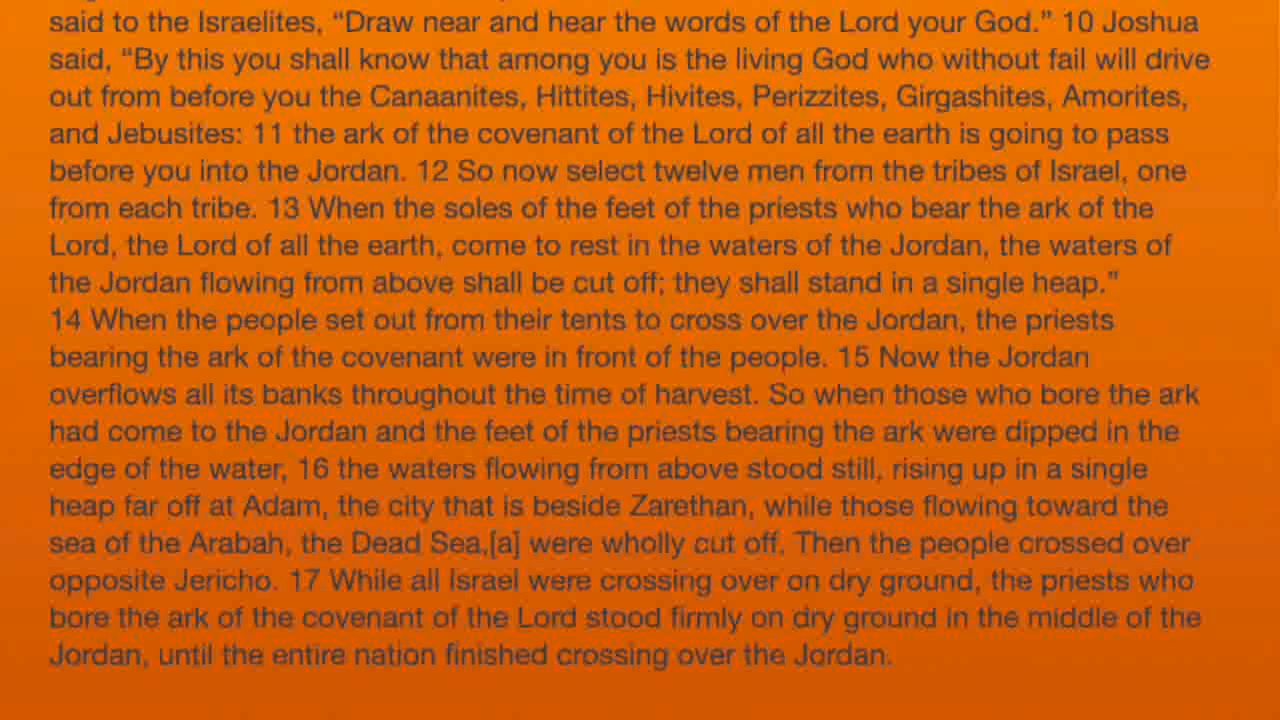 said to the Israelites, “Draw near and hear the words of the Lord your God.” 10 Joshua
said, “By this you shall know that among you is the living God who without fail will drive
out from before you the Canaanites, Hittites, Hivites, Perizzites, Girgashites, Amorites,
and Jebusites: 11 the ark of the covenant of the Lord of all the earth is going to pass
before you into the Jordan. 12 So now select twelve men from the tribes of Israel, one
from each tribe. 13 When the soles of the feet of the priests who bear the ark of the
Lord, the Lord of all the earth, come to rest in the waters of the Jordan, the waters of
the Jordan flowing from above shall be cut off; they shall stand in a single heap.”
14 When the people set out from their tents to cross over the Jordan, the priests
bearing the ark of the covenant were in front of the people. 15 Now the Jordan
overflows all its banks throughout the time of harvest. So when those who bore the ark
had come to the Jordan and the feet of the priests bearing the ark were dipped in the
edge of the water, 16 the waters flowing from above stood still, rising up in a single
heap far off at Adam, the city that is beside Zarethan, while those flowing toward the
sea of the Arabah, the Dead Sea,[a] were wholly cut off. Then the people crossed over
opposite Jericho. 17 While all Israel were crossing over on dry ground, the priests who
bore the ark of the covenant of the Lord stood firmly on dry ground in the middle of the
Jordan, until the entire nation finished crossing over the Jordan.